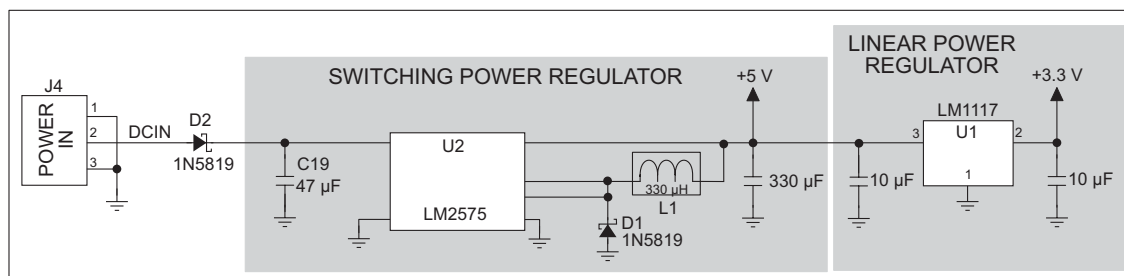 SWITCHING POWER REGULATOR
LINEAR POWER
REGULATOR
J4
POWER
IN
1
2
3
DCIN
D2
1N5819
C19
47 µF
U2
LM2575
330 µH
L1
D1
1N5819
+5 V
330 µF
10 µF
LM1117
3
U1
2
1
+3.3 V
10 µF